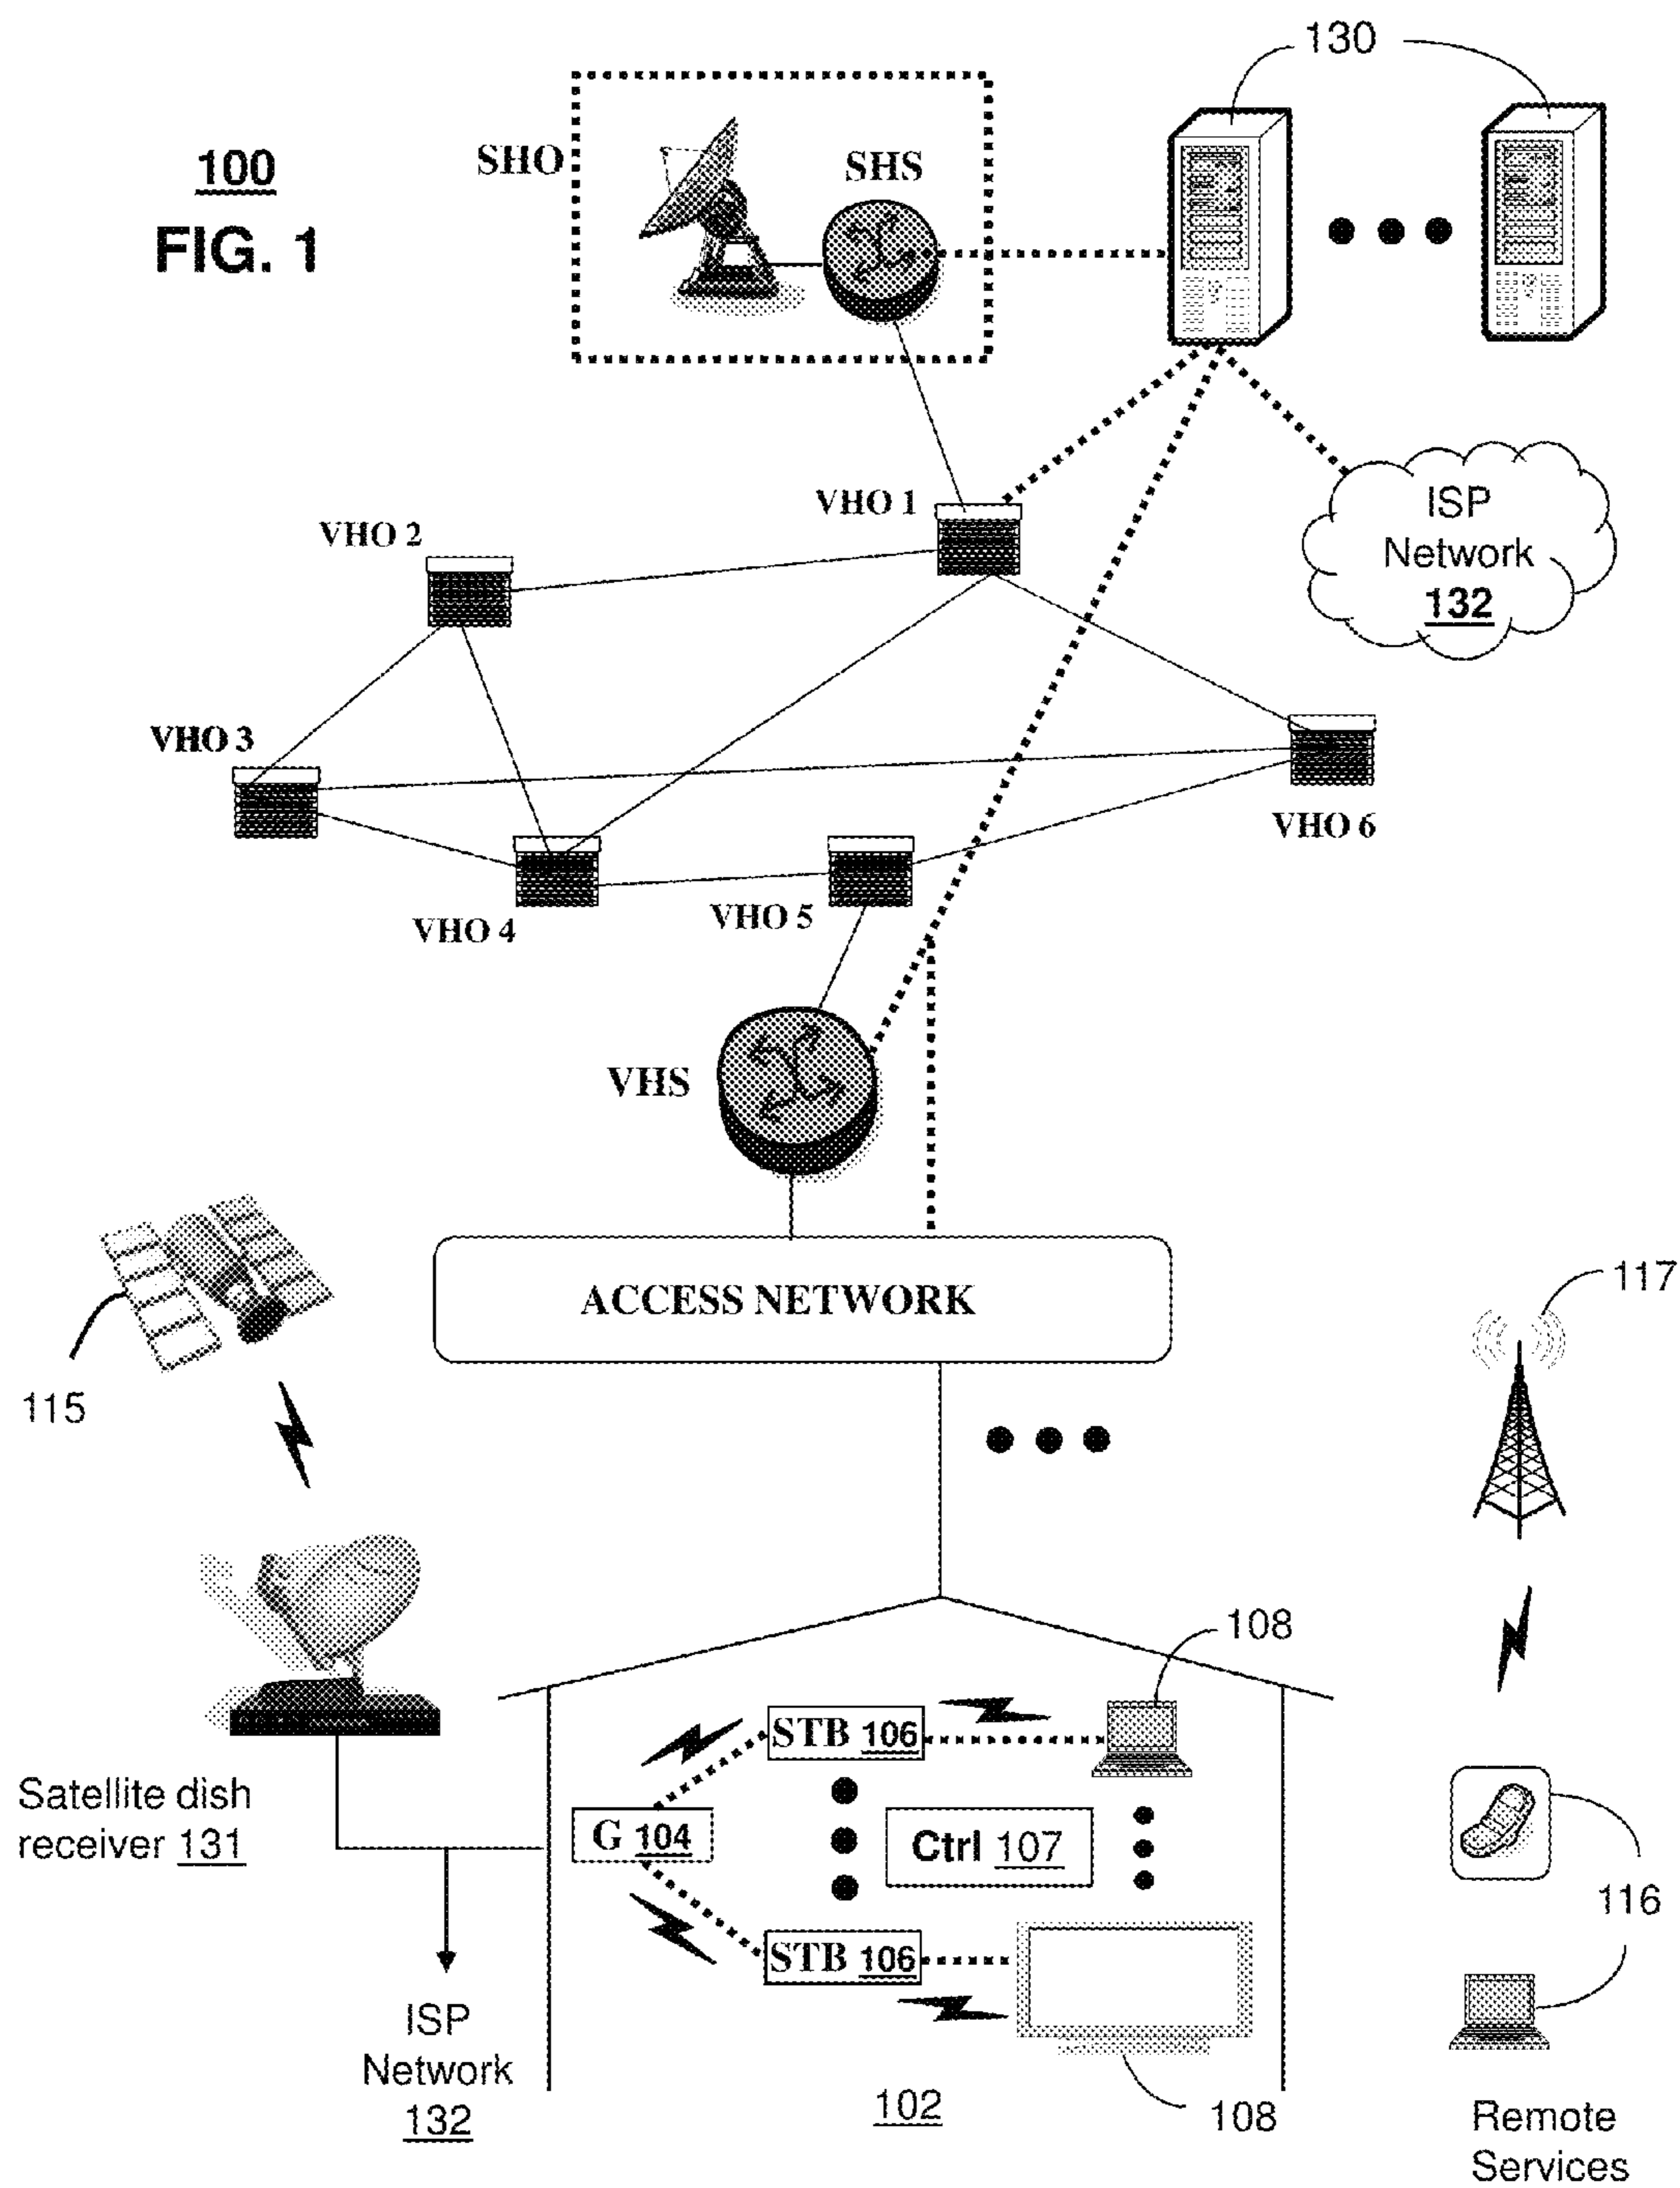 130
100
FIG. 1
SHO
SHS
VHO 1
ISP
Network
132
VHO 2
VHO 3
VHO 6
VHO 4
VHO 5
VHS
ACCESS NETWORK
117
115
108
STB 106
Satellite dish
receiver 131
G 104
Ctrl 107
116
STB 106
ISP
Network
132
102
108
Remote
Services